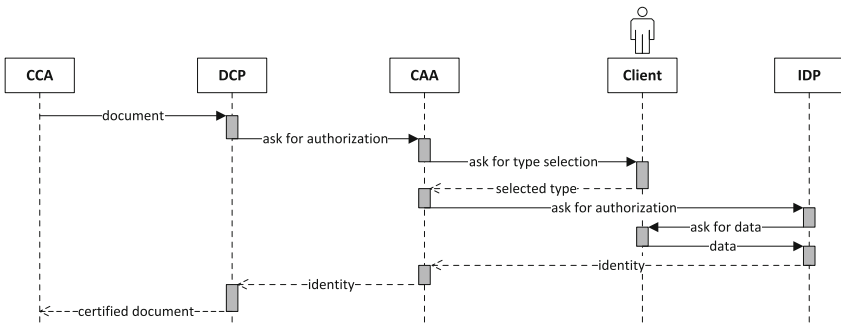 CCA
DCP
CAA
Client
IDP
document
ask for authorization
ask for type selection
selected type
ask for authorization
ask for data
data
identity
identity
certified document